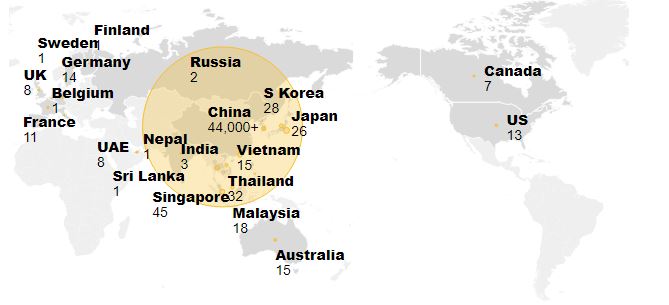 Finland
Sweden
1
Germany
14
UK
8
Belgium
1
France
11
Russia
2
S Korea
28
China
44,000+
Japan
26
UAE
8
Nepal
1
India
3
Vietnam
15
Sri Lanka
1
Thailand
32
Singapore
45
Malaysia
18
Australia
15
Canada
7
US
13